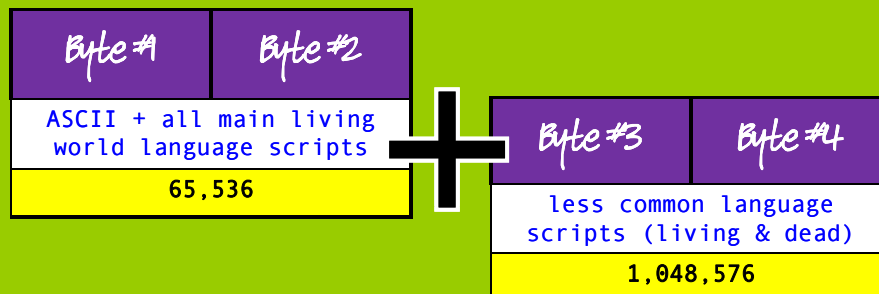 Byte #1
Byte #2
ASCII + all main living
world language scripts
65,536
+
Byte #3
Byte #4
less common language
scripts (living & dead)
1,048,576